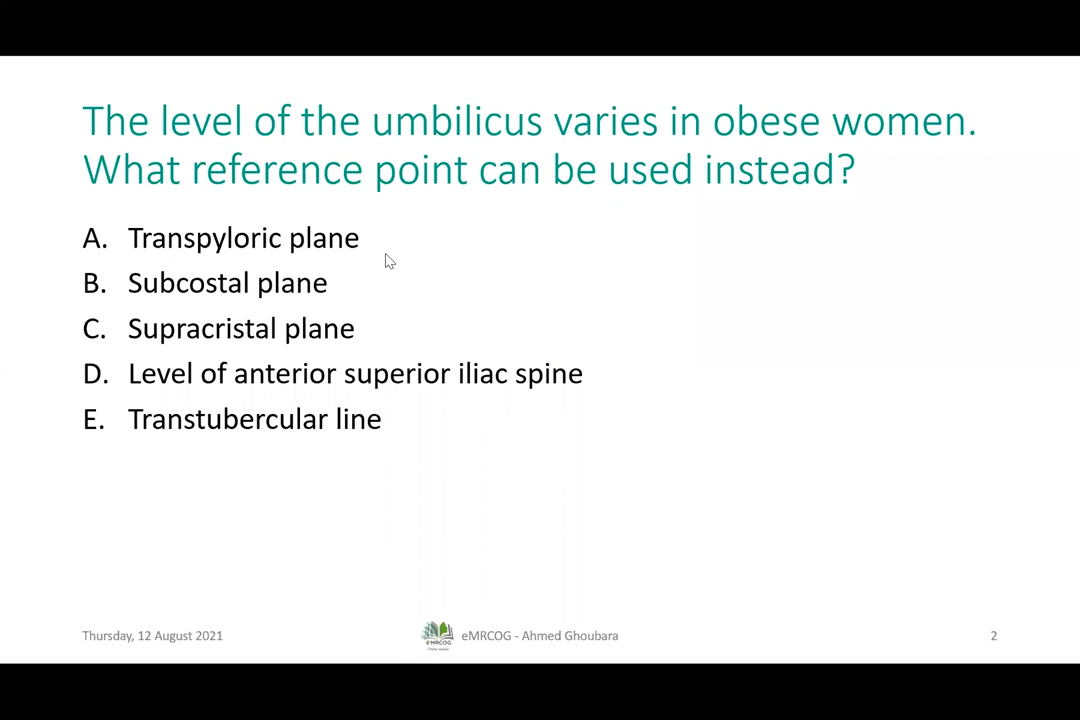 The level of the umbilicus varies in obese women.
What reference point can be used instead?
A. Transpyloric plane
B. Subcostal plane
C. Supracristal plane
D. Level of anterior superior iliac spine
E. Transtubercular line
Thursday, 12 August 2021
eMRCOG
eMRCOG - Ahmed Ghoubara
2